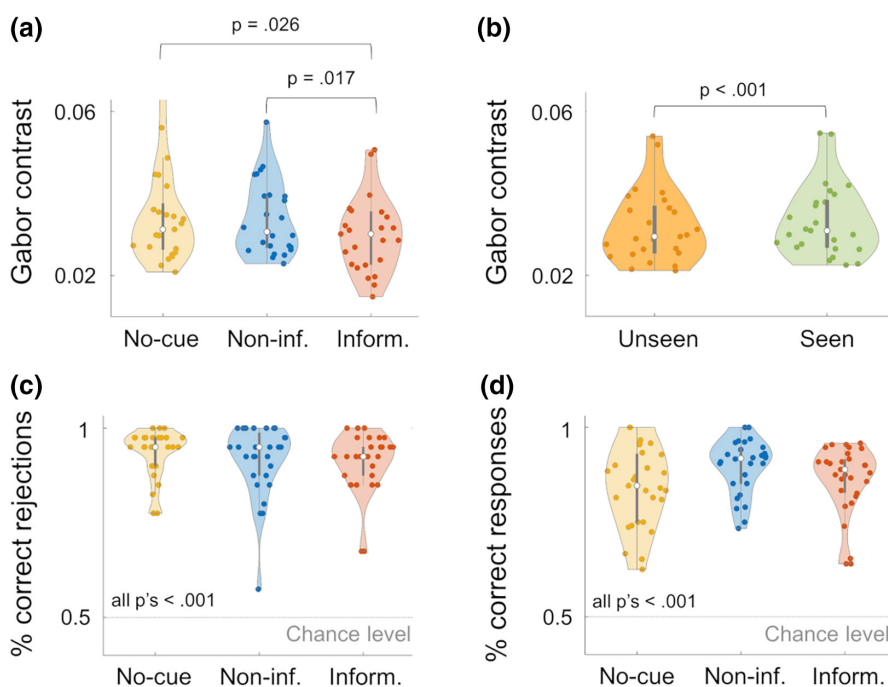 (a)
p = .026
p = .017
Gabor contrast
0.06
0.02
No-cue Non-inf. Inform.
(b)
p < .001
Gabor contrast
0.06
0.02
Unseen Seen
(c)
% correct rejections
1
0.5
all p's < .001
Chance level
No-cue Non-inf. Inform.
(d)
% correct responses
1
0.5
all p's < .001
Chance level
No-cue Non-inf. Inform.